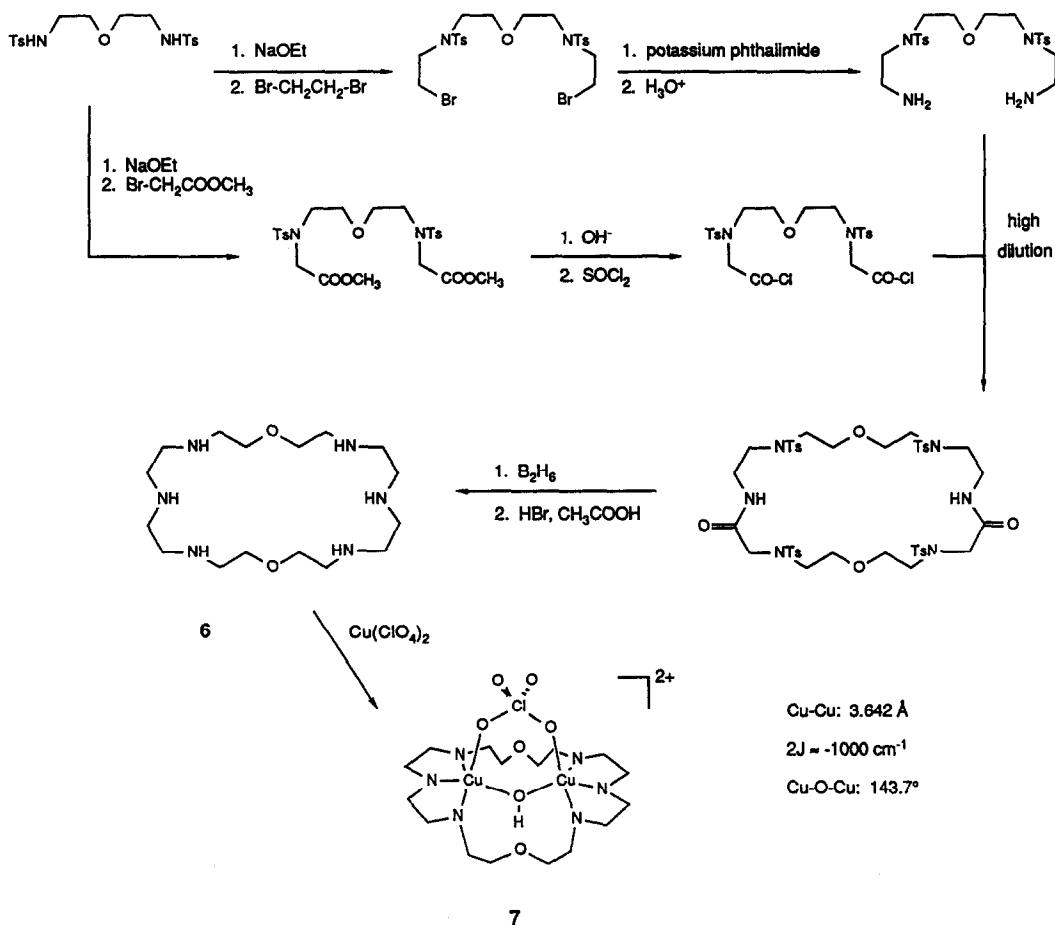 TsHN O NHTs
1. NaOEt
2. Br-CH₂CH₂-Br
NTs O NTs
Br Br
1. potassium phthalimide
2. H₃O⁺
NTs O NTs
NH₂ H₂N
1. NaOEt
2. Br-CH₂COOCH₃
TsN O NTs
COOCH₃ COOCH₃
1. OH⁻
2. SOCl₂
TsN O NTs
CO-Cl CO-Cl
high
dilution
NH O HN
NH HN
NH O HN
6
1. B₂H₆
2. HBr, CH₃COOH
NTs O TsN
NH HN
O O
NTs O TsN
Cu(ClO₄)₂
O O
Cl
O O
N O N
N Cu O Cu N
N H N
O
2+
7
Cu-Cu: 3.642 Å
2J ≈ -1000 cm⁻¹
Cu-O-Cu: 143.7°